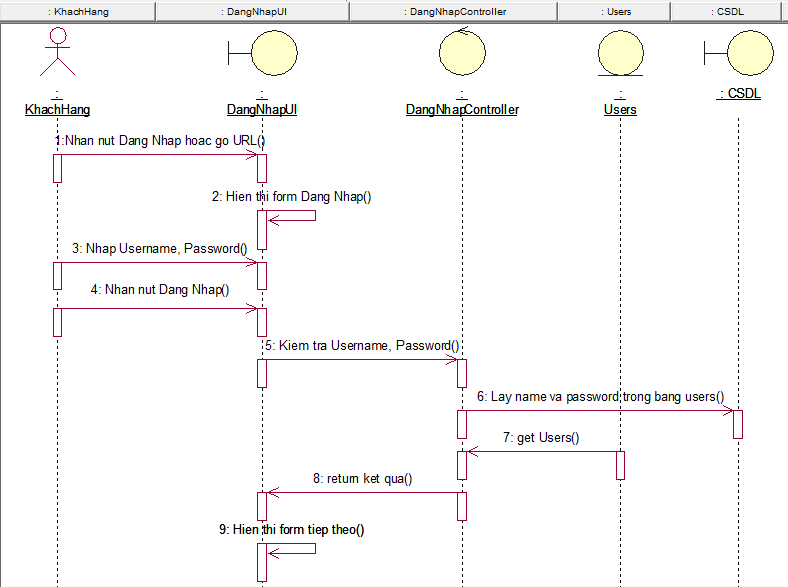 : KhachHang
: DangNhapUI
: DangNhapController
: Users
: CSDL
:
KhachHang
:
DangNhapUI
:
DangNhapController
:
Users
: CSDL
1:Nhan nut Dang Nhap hoac go URL()
2: Hien thi form Dang Nhap()
3: Nhap Username, Password()
4: Nhan nut Dang Nhap()
5: Kiem tra Username, Password()
6: Lay name va password trong bang users()
7: get Users()
8: return ket qua()
9: Hien thi form tiep theo()